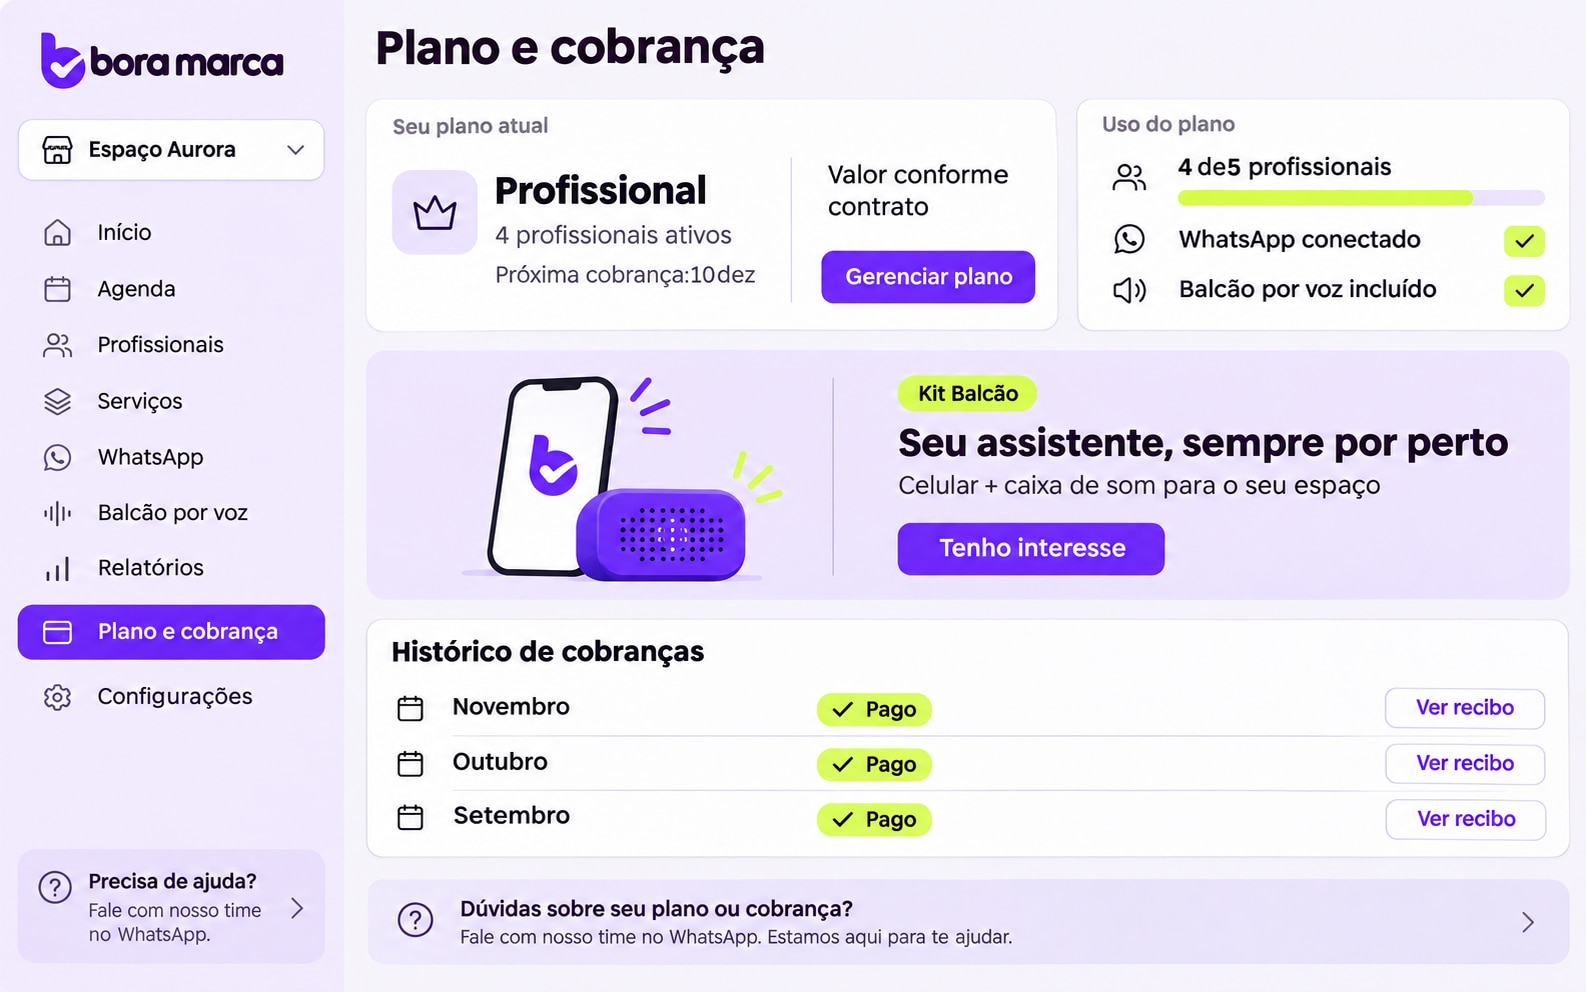 bora marca
Espaço Aurora
Início
Agenda
Profissionais
Serviços
WhatsApp
Balcão por voz
Relatórios
Plano e cobrança
Configurações
Precisa de ajuda?
Fale com nosso time
no WhatsApp.
Plano e cobrança
Seu plano atual
Profissional
4 profissionais ativos
Próxima cobrança:10dez
Valor conforme
contrato
Gerenciar plano
Uso do plano
4 de5 profissionais
WhatsApp conectado
Balcão por voz incluído
Kit Balcão
Seu assistente, sempre por perto
Celular + caixa de som para o seu espaço
Tenho interesse
Histórico de cobranças
Novembro
Pago
Ver recibo
Outubro
Pago
Ver recibo
Setembro
Pago
Ver recibo
Dúvidas sobre seu plano ou cobrança?
Fale com nosso time no WhatsApp. Estamos aqui para te ajudar.